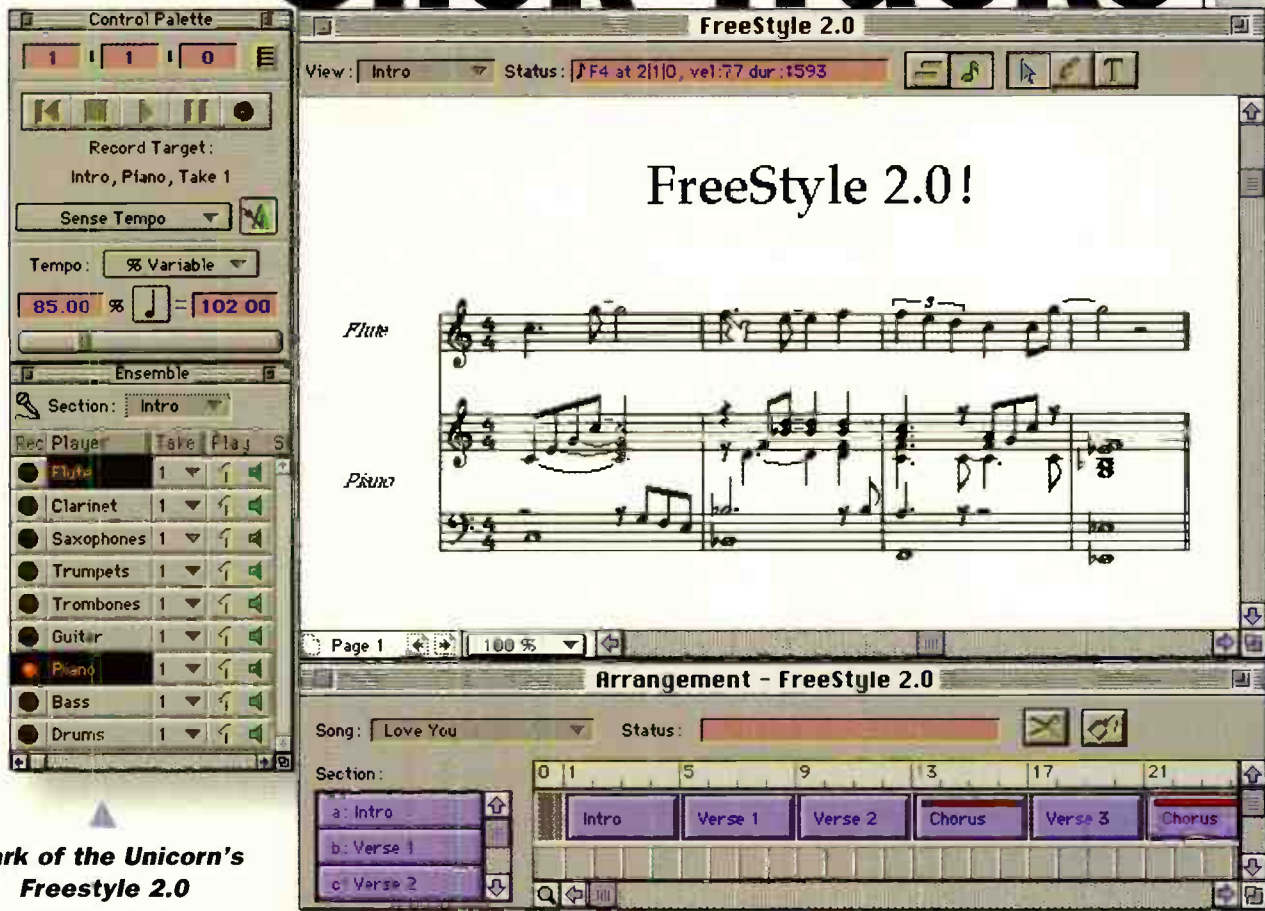 Control Palette
1 1 0
Record Target:
Intro, Piano, Take 1
Sense Tempo
Tempo: % Variable
85.00 % = 102 00
Ensemble
Section: Intro
Rec Player Take Play
Flute 1
Clarinet 1
Saxophones 1
Trumpets 1
Trombones 1
Guitar 1
Piano 1
Bass 1
Drums 1
ark of the Unicorn's
Freestyle 2.0
FreeStyle 2.0
View: Intro Status: F4 at 2|1|0, vel:77 dur:1593
T
FreeStyle 2.0!
3
Flute
Piano
Page 1 100 %
Arrangement - FreeStyle 2.0
Song: Love You Status:
Section: 0 1 5 9 13 17 21
a: Intro
b: Verse 1
c: Verse 2
Intro Verse 1 Verse 2 Chorus Verse 3 Chorus